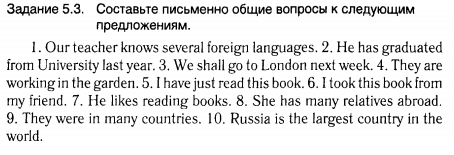 Задание 5.3. Составьте письменно общие вопросы к следующим
предложениям.
1. Our teacher knows several foreign languages. 2. He has graduated
from University last year. 3. We shall go to London next week. 4. They are
working in the garden. 5. I have just read this book. 6. I took this book from
my friend. 7. He likes reading books. 8. She has many relatives abroad.
9. They were in many countries. 10. Russia is the largest country in the
world.